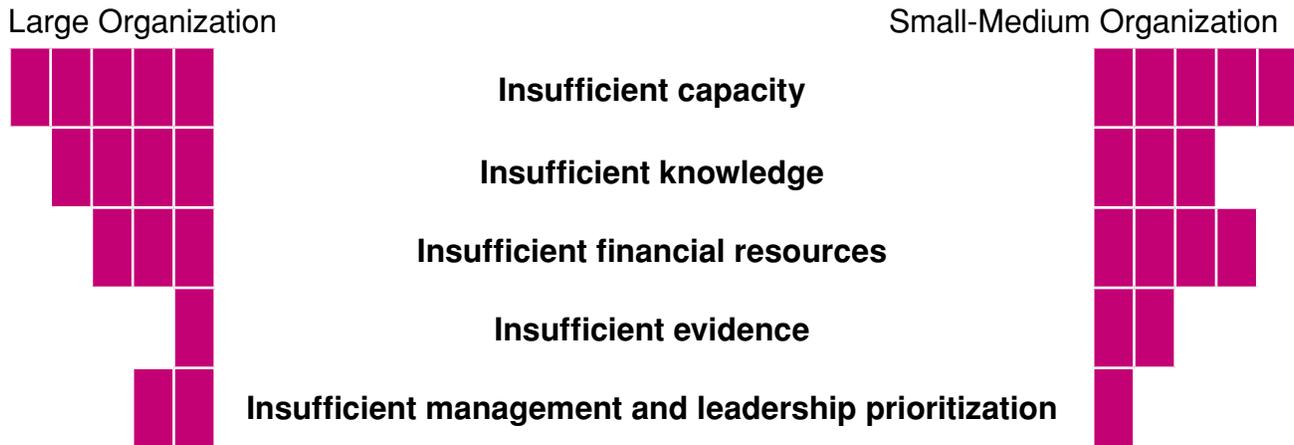 Large Organization
Small-Medium Organization
Insufficient capacity
Insufficient knowledge
Insufficient financial resources
Insufficient evidence
Insufficient management and leadership prioritization